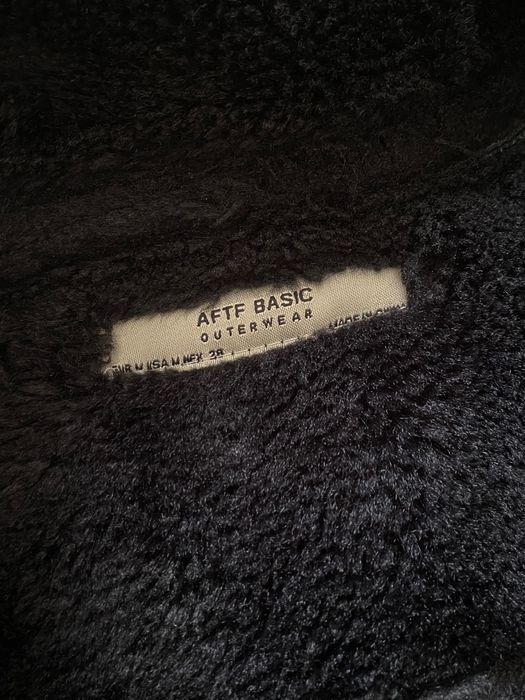 AFTF BASIC
OUTERWEAR
EUR M USA M MEX 28
MADE IN